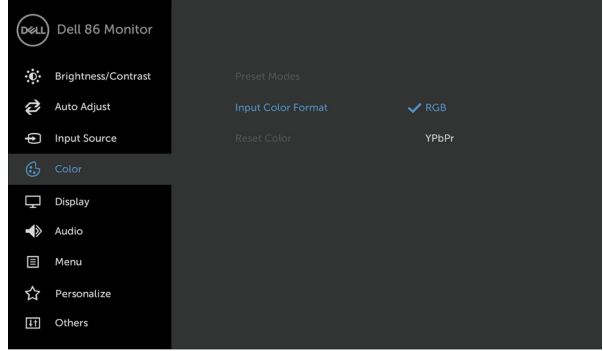 DELL Dell 86 Monitor
Brightness/Contrast
Preset Modes
Auto Adjust
Input Color Format
RGB
Input Source
Reset Color
YPbPr
Color
Display
Audio
Menu
Personalize
Others